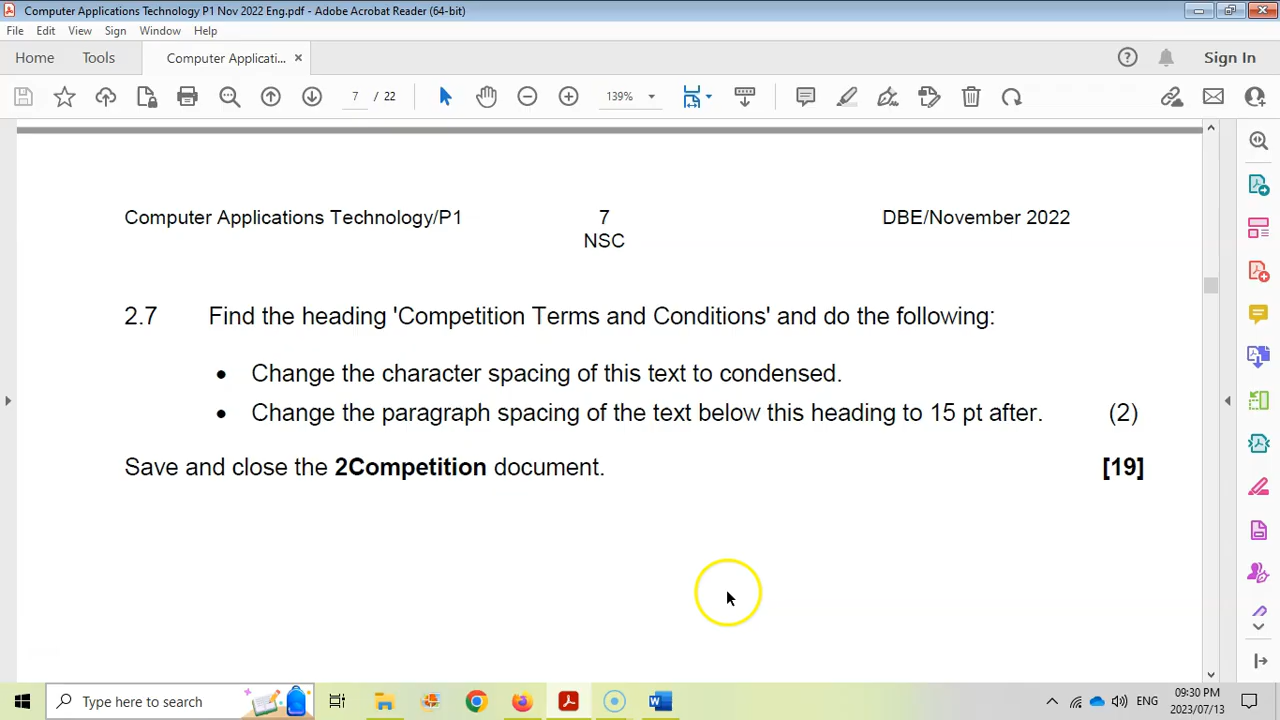 Computer Applications Technology P1 Nov 2022 Eng.pdf - Adobe Acrobat Reader (64-bit)
File Edit View Sign Window Help
Home Tools Computer Applicati... × Sign In
7 / 22 139%
Computer Applications Technology/P1 7 DBE/November 2022
NSC
2.7 Find the heading 'Competition Terms and Conditions' and do the following:
• Change the character spacing of this text to condensed.
• Change the paragraph spacing of the text below this heading to 15 pt after. (2)
Save and close the 2Competition document. [19]
Type here to search
ENG
09:30 PM
2023/07/13